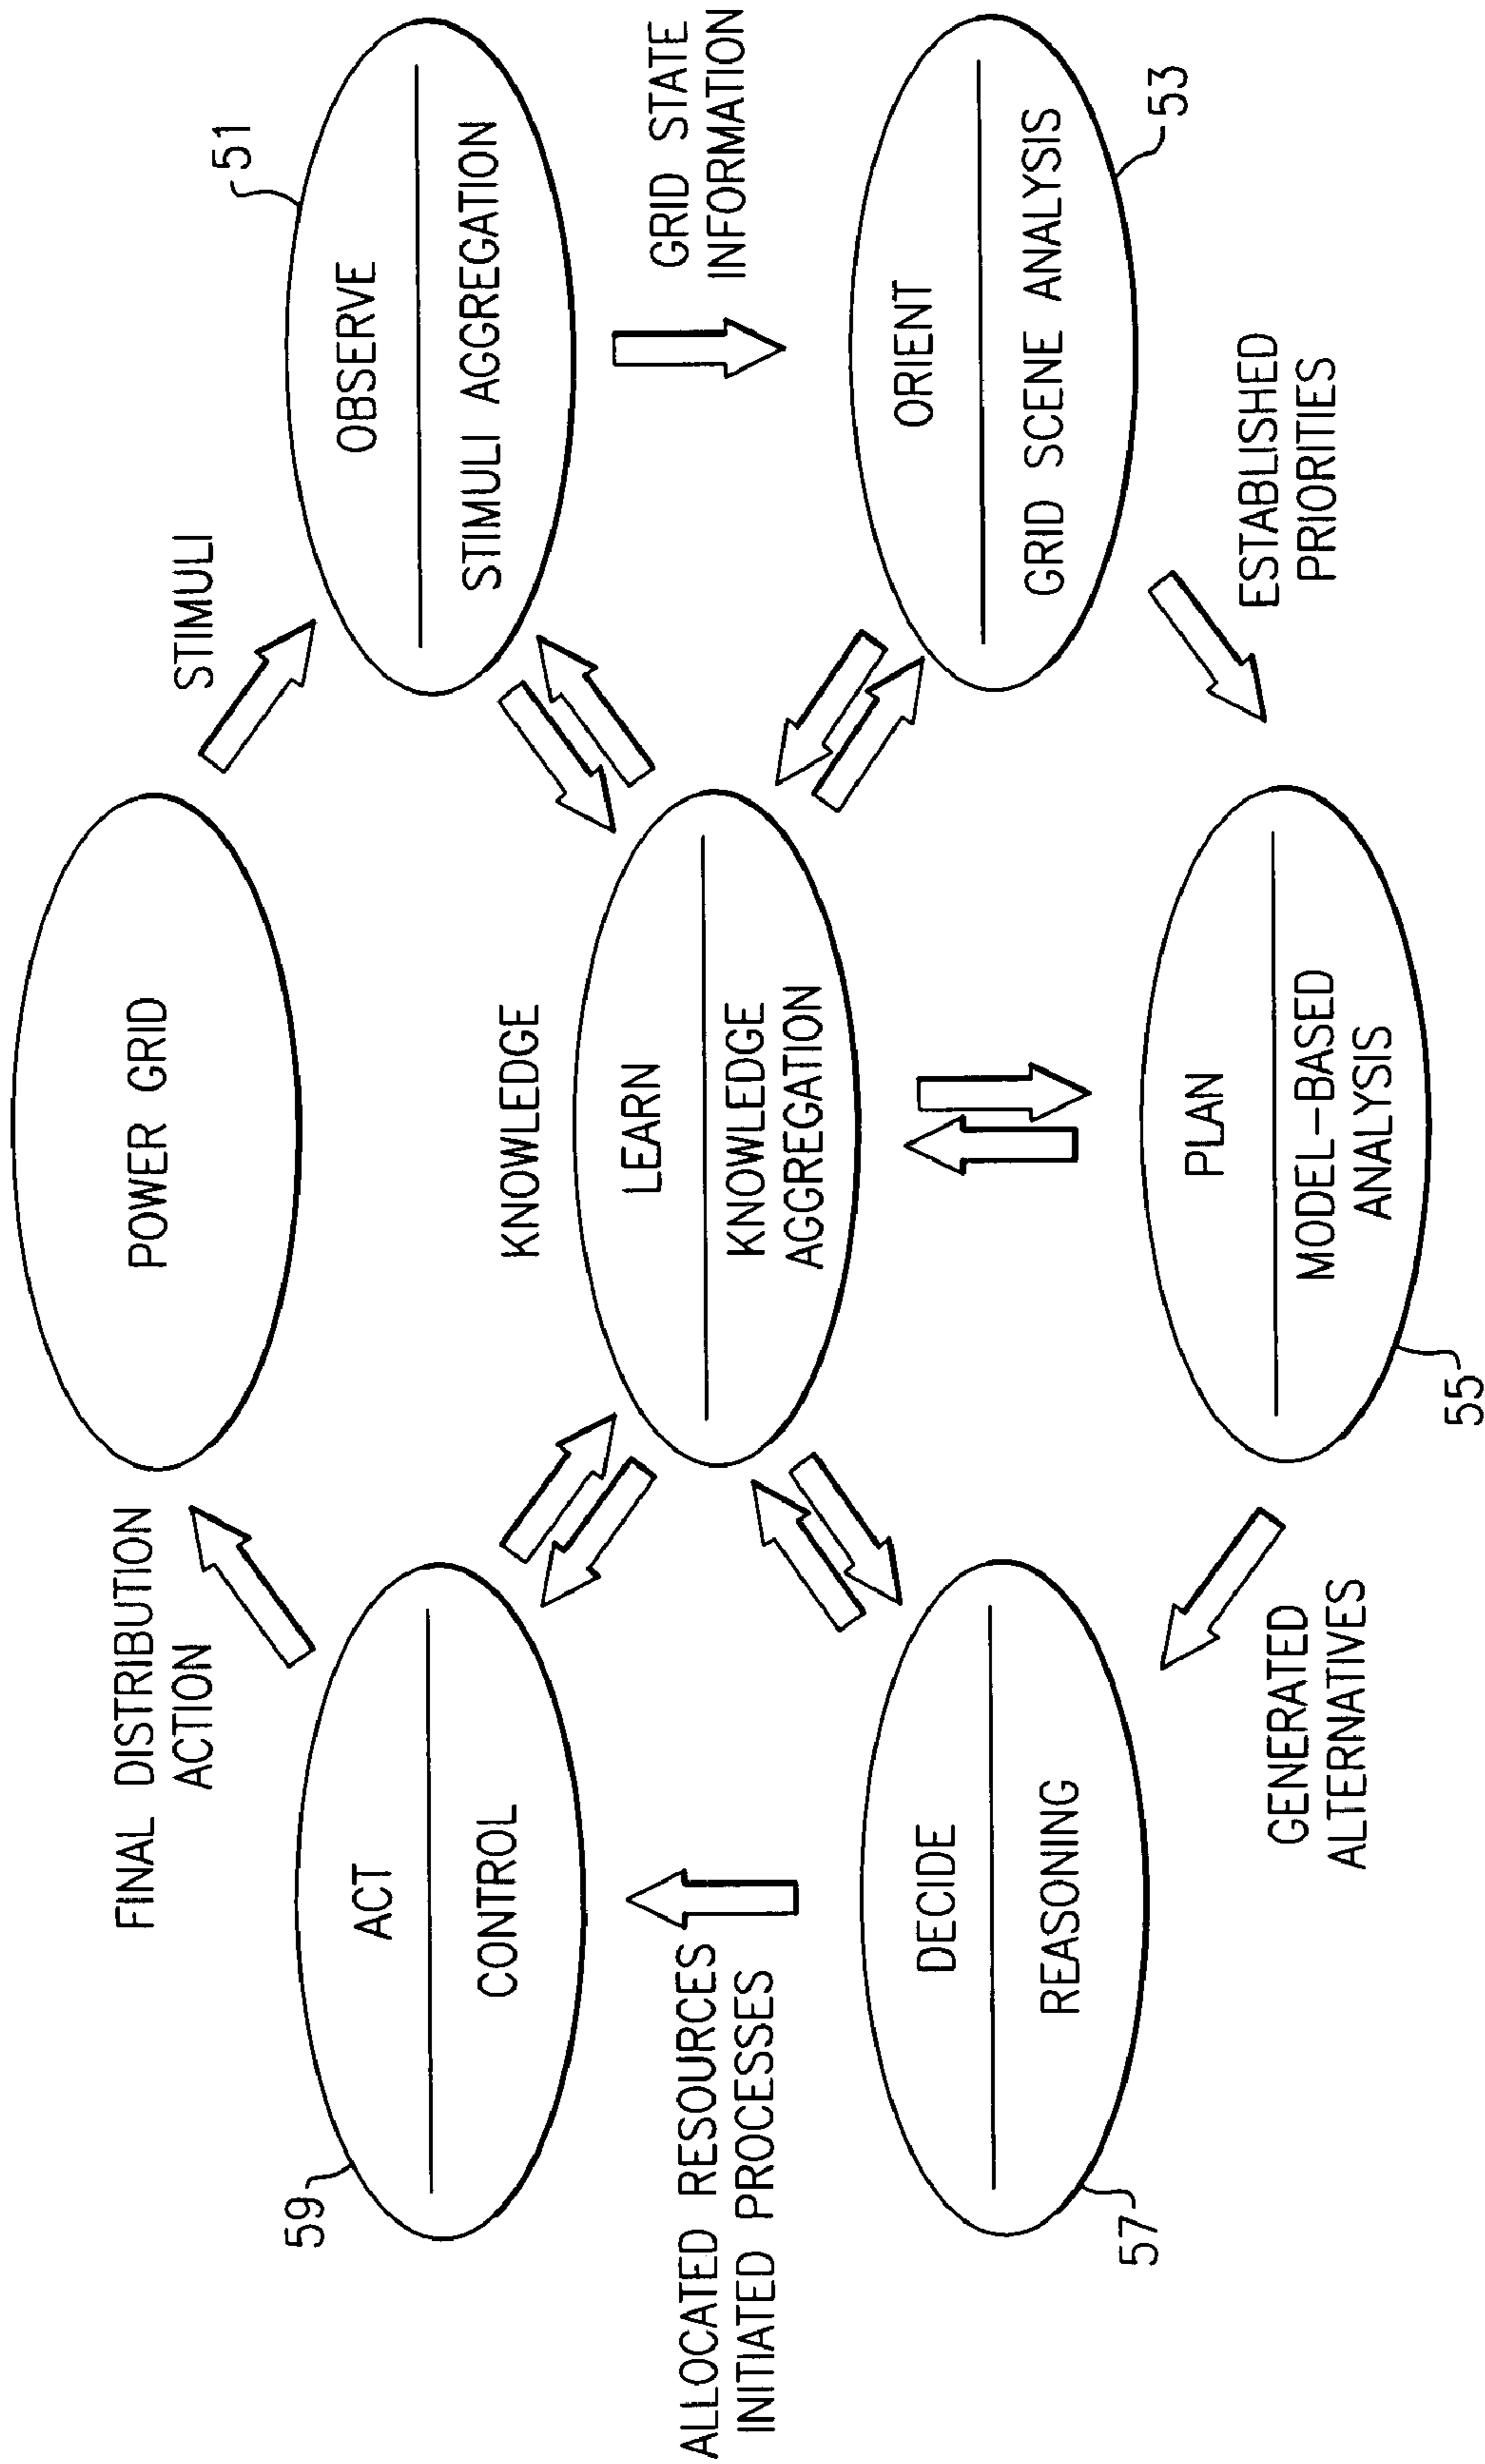 POWER GRID
FINAL DISTRIBUTION
ACTION
STIMULI
59
ACT
CONTROL
51
OBSERVE
STIMULI AGGREGATION
KNOWLEDGE
LEARN
KNOWLEDGE
AGGREGATION
ALLOCATED RESOURCES
INITIATED PROCESSES
GRID STATE
INFORMATION
57
DECIDE
REASONING
ORIENT
GRID SCENE ANALYSIS
53
GENERATED
ALTERNATIVES
PLAN
MODEL-BASED
ANALYSIS
55
ESTABLISHED
PRIORITIES